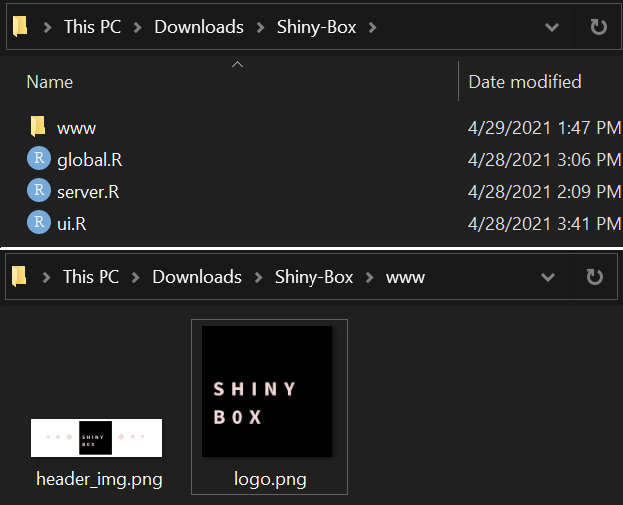 This PC > Downloads > Shiny-Box >
Name Date modified
www 4/29/2021 1:47 PM
R global.R 4/28/2021 3:06 PM
R server.R 4/28/2021 2:09 PM
R ui.R 4/28/2021 3:41 PM
This PC > Downloads > Shiny-Box > www
SHINY
B0X
SHINY
B0X
header_img.png logo.png